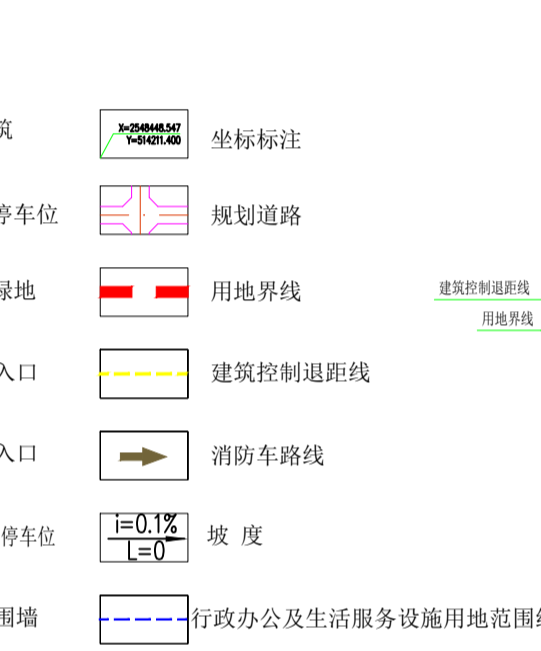 筑
X=2548448.547
Y=514211.400
坐标标注
停车位
规划道路
绿地
用地界线
建筑控制退距线
用地界线
入口
建筑控制退距线
入口
消防车路线
停车位
i=0.1%
L=0
坡 度
围墙
行政办公及生活服务设施用地范围线